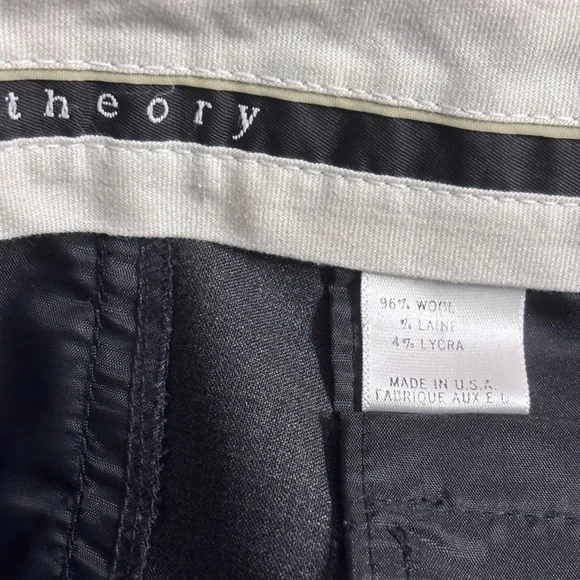 theory
96% WOOL
% LAINE
4% LYCRA
MADE IN U.S.A.
FABRIQUE AUX E.U.